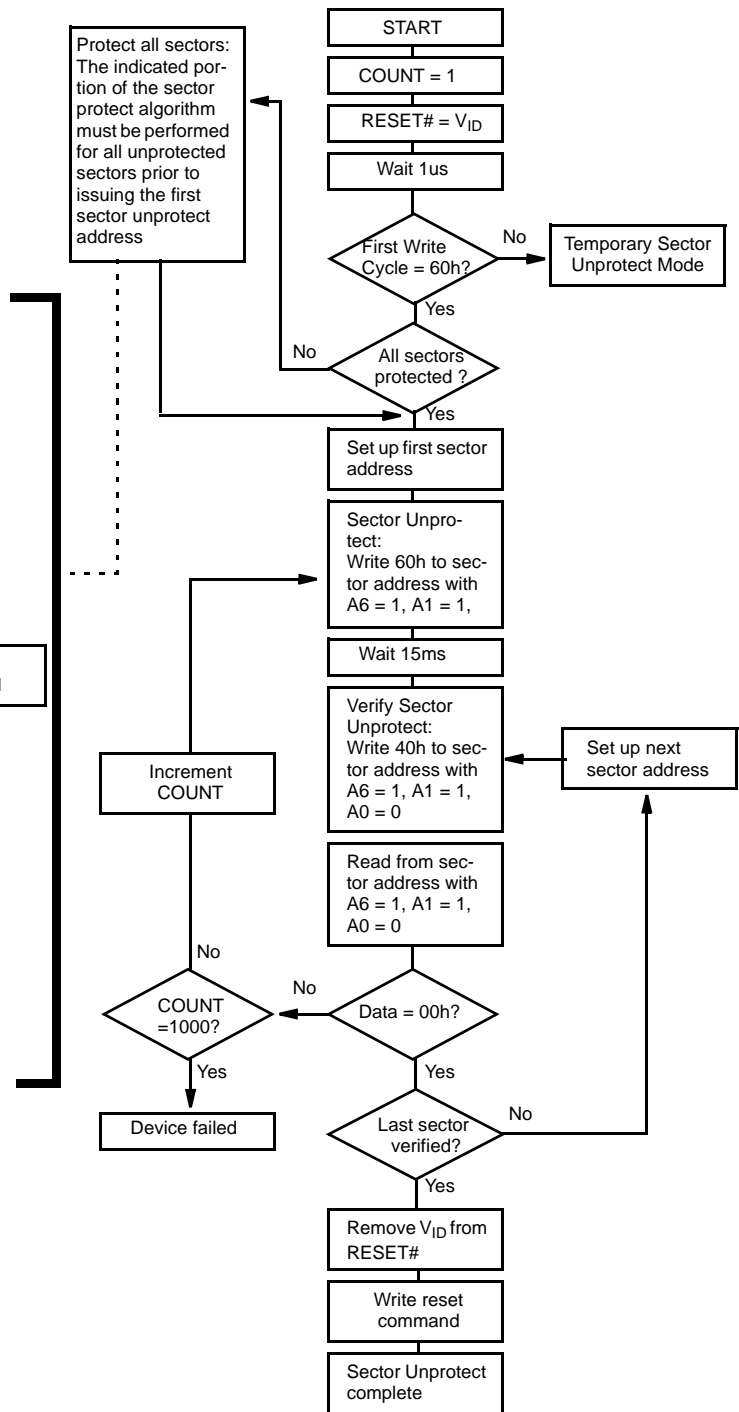 START
COUNT = 1
RESET# = VID
Wait 1us
Protect all sectors:
The indicated por-
tion of the sector
protect algorithm
must be performed
for all unprotected
sectors prior to
issuing the first
sector unprotect
address
First Write
Cycle = 60h?
No
Temporary Sector
Unprotect Mode
Yes
No
All sectors
protected ?
Yes
Set up first sector
address
Sector Unpro-
tect:
Write 60h to sec-
tor address with
A6 = 1, A1 = 1,
Wait 15ms
Verify Sector
Unprotect:
Write 40h to sec-
tor address with
A6 = 1, A1 = 1,
A0 = 0
Set up next
sector address
Increment
COUNT
Read from sec-
tor address with
A6 = 1, A1 = 1,
A0 = 0
No
COUNT
=1000?
No
Data = 00h?
Yes
Device failed
Yes
Last sector
verified?
No
Yes
Remove VID from
RESET#
Write reset
command
Sector Unprotect
complete